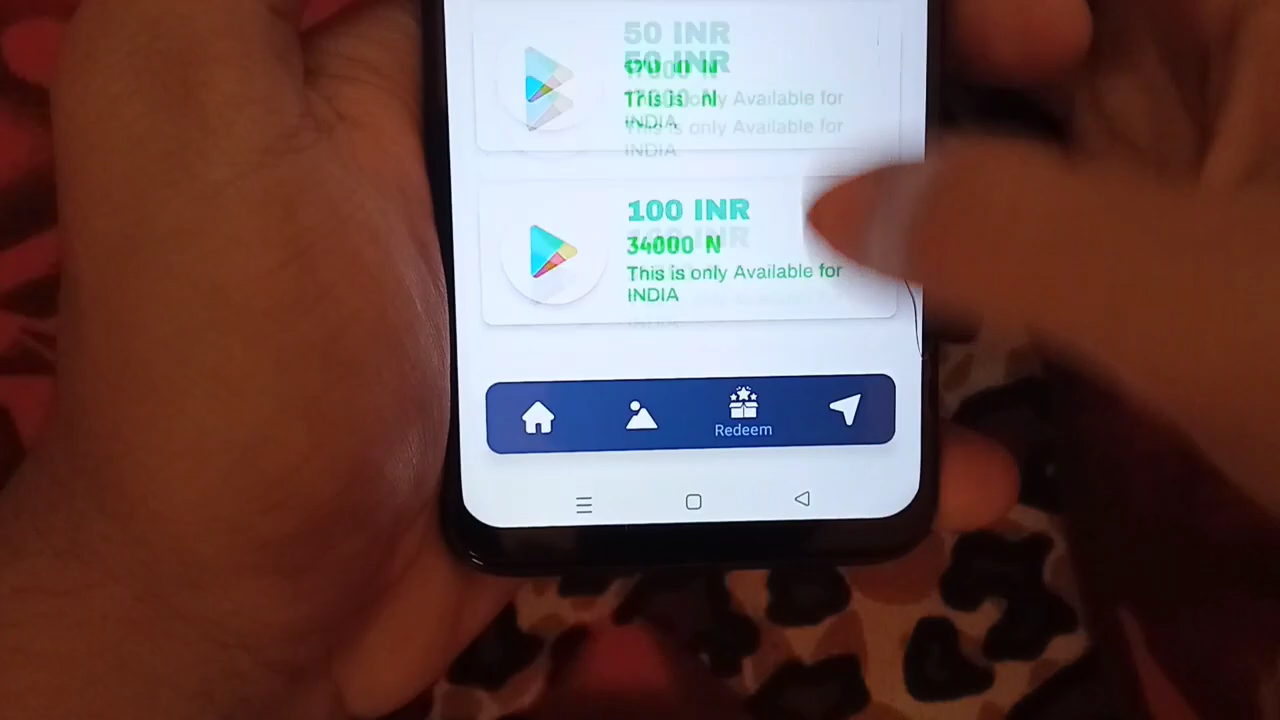 50 INR
This is only Available for
INDIA
100 INR
34000 N
This is only Available for
INDIA
Redeem